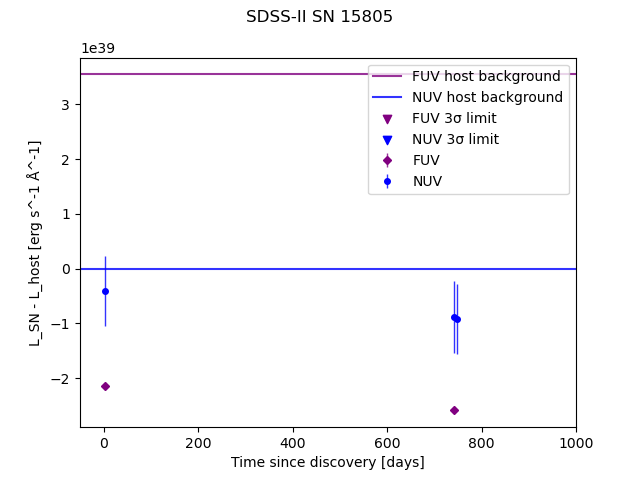 SDSS-II SN 15805
1e39
FUV host background
NUV host background
FUV 3σ limit
NUV 3σ limit
FUV
NUV
L_SN - L_host [erg s^-1 Å^-1]
3
2
1
0
−1
−2
0 200 400 600 800 1000
Time since discovery [days]